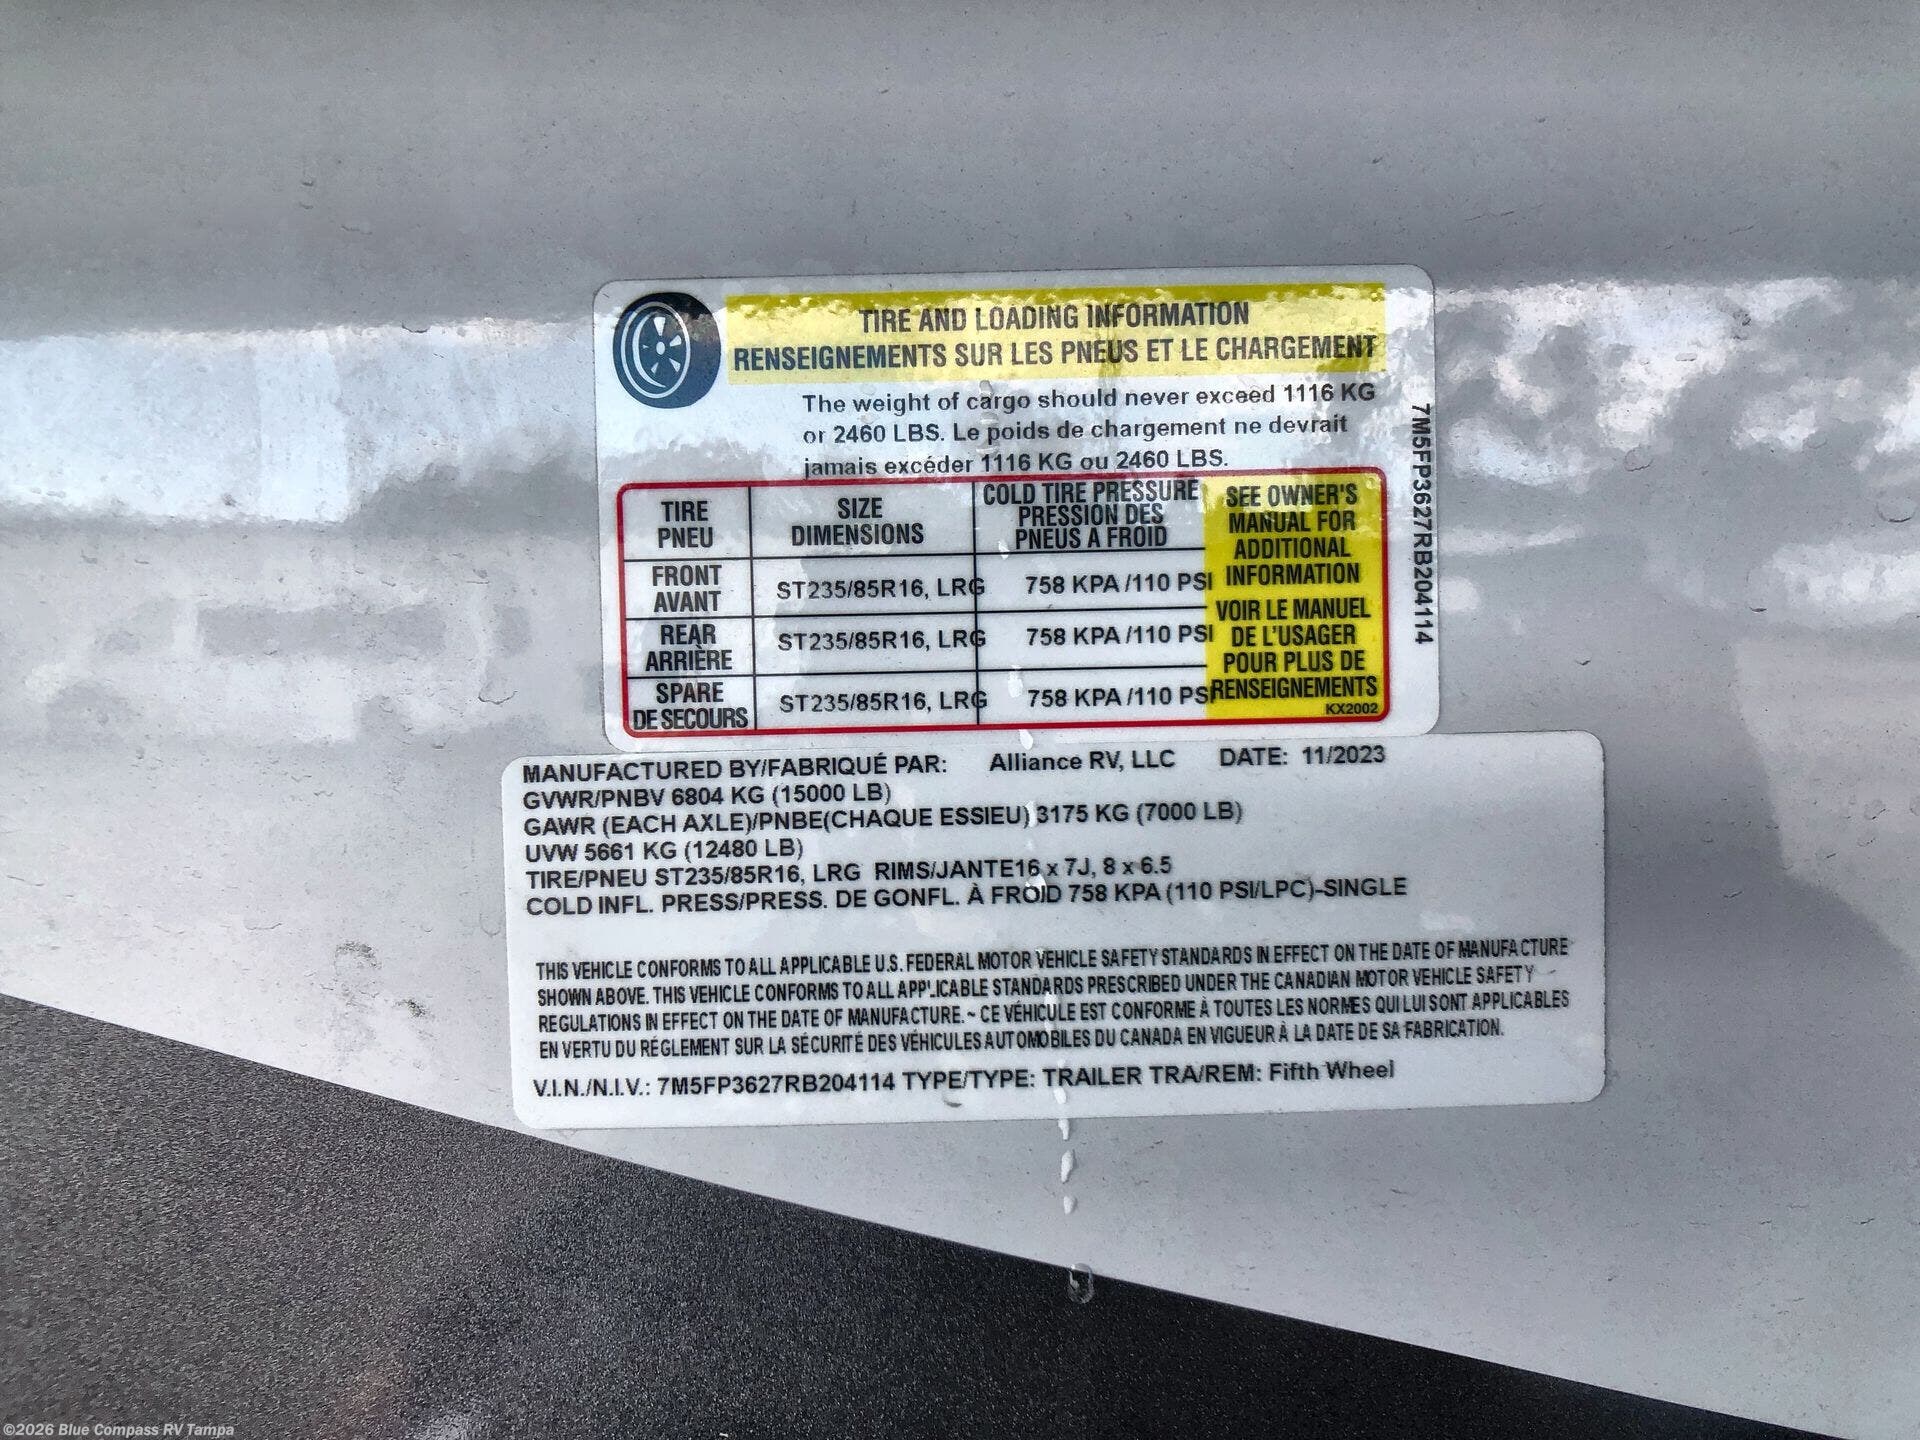 TIRE AND LOADING INFORMATION
RENSEIGNEMENTS SUR LES PNEUS ET LE CHARGEMENT
The weight of cargo should never exceed 1116 KG
or 2460 LBS. Le poids de chargement ne devrait
jamais excéder 1116 KG ou 2460 LBS.
TIRE
PNEU
SIZE
DIMENSIONS
COLD TIRE PRESSURE
PRESSION DES
PNEUS A FROID
FRONT
AVANT
ST235/85R16, LRG
758 KPA /110 PSI
REAR
ARRIÈRE
ST235/85R16, LRG
758 KPA /110 PSI
SPARE
DE SECOURS
ST235/85R16, LRG
758 KPA /110 PSI
SEE OWNER'S
MANUAL FOR
ADDITIONAL
INFORMATION
VOIR LE MANUEL
DE L'USAGER
POUR PLUS DE
RENSEIGNEMENTS
KX2002
7M5FP3627RB204114
MANUFACTURED BY/FABRIQUÉ PAR: Alliance RV, LLC DATE: 11/2023
GVWR/PNBV 6804 KG (15000 LB)
GAWR (EACH AXLE)/PNBE(CHAQUE ESSIEU) 3175 KG (7000 LB)
UVW 5661 KG (12480 LB)
TIRE/PNEU ST235/85R16, LRG RIMS/JANTE16 x 7J, 8 x 6.5
COLD INFL. PRESS/PRESS. DE GONFL. À FROID 758 KPA (110 PSI/LPC)-SINGLE
THIS VEHICLE CONFORMS TO ALL APPLICABLE U.S. FEDERAL MOTOR VEHICLE SAFETY STANDARDS IN EFFECT ON THE DATE OF MANUFACTURE
SHOWN ABOVE. THIS VEHICLE CONFORMS TO ALL APPLICABLE STANDARDS PRESCRIBED UNDER THE CANADIAN MOTOR VEHICLE SAFETY
REGULATIONS IN EFFECT ON THE DATE OF MANUFACTURE. ~ CE VÉHICULE EST CONFORME À TOUTES LES NORMES QUI LUI SONT APPLICABLES
EN VERTU DU RÉGLEMENT SUR LA SÉCURITÉ DES VÉHICULES AUTOMOBILES DU CANADA EN VIGUEUR À LA DATE DE SA FABRICATION.
V.I.N./N.I.V.: 7M5FP3627RB204114 TYPE/TYPE: TRAILER TRA/REM: Fifth Wheel
©2026 Blue Compass RV Tampa